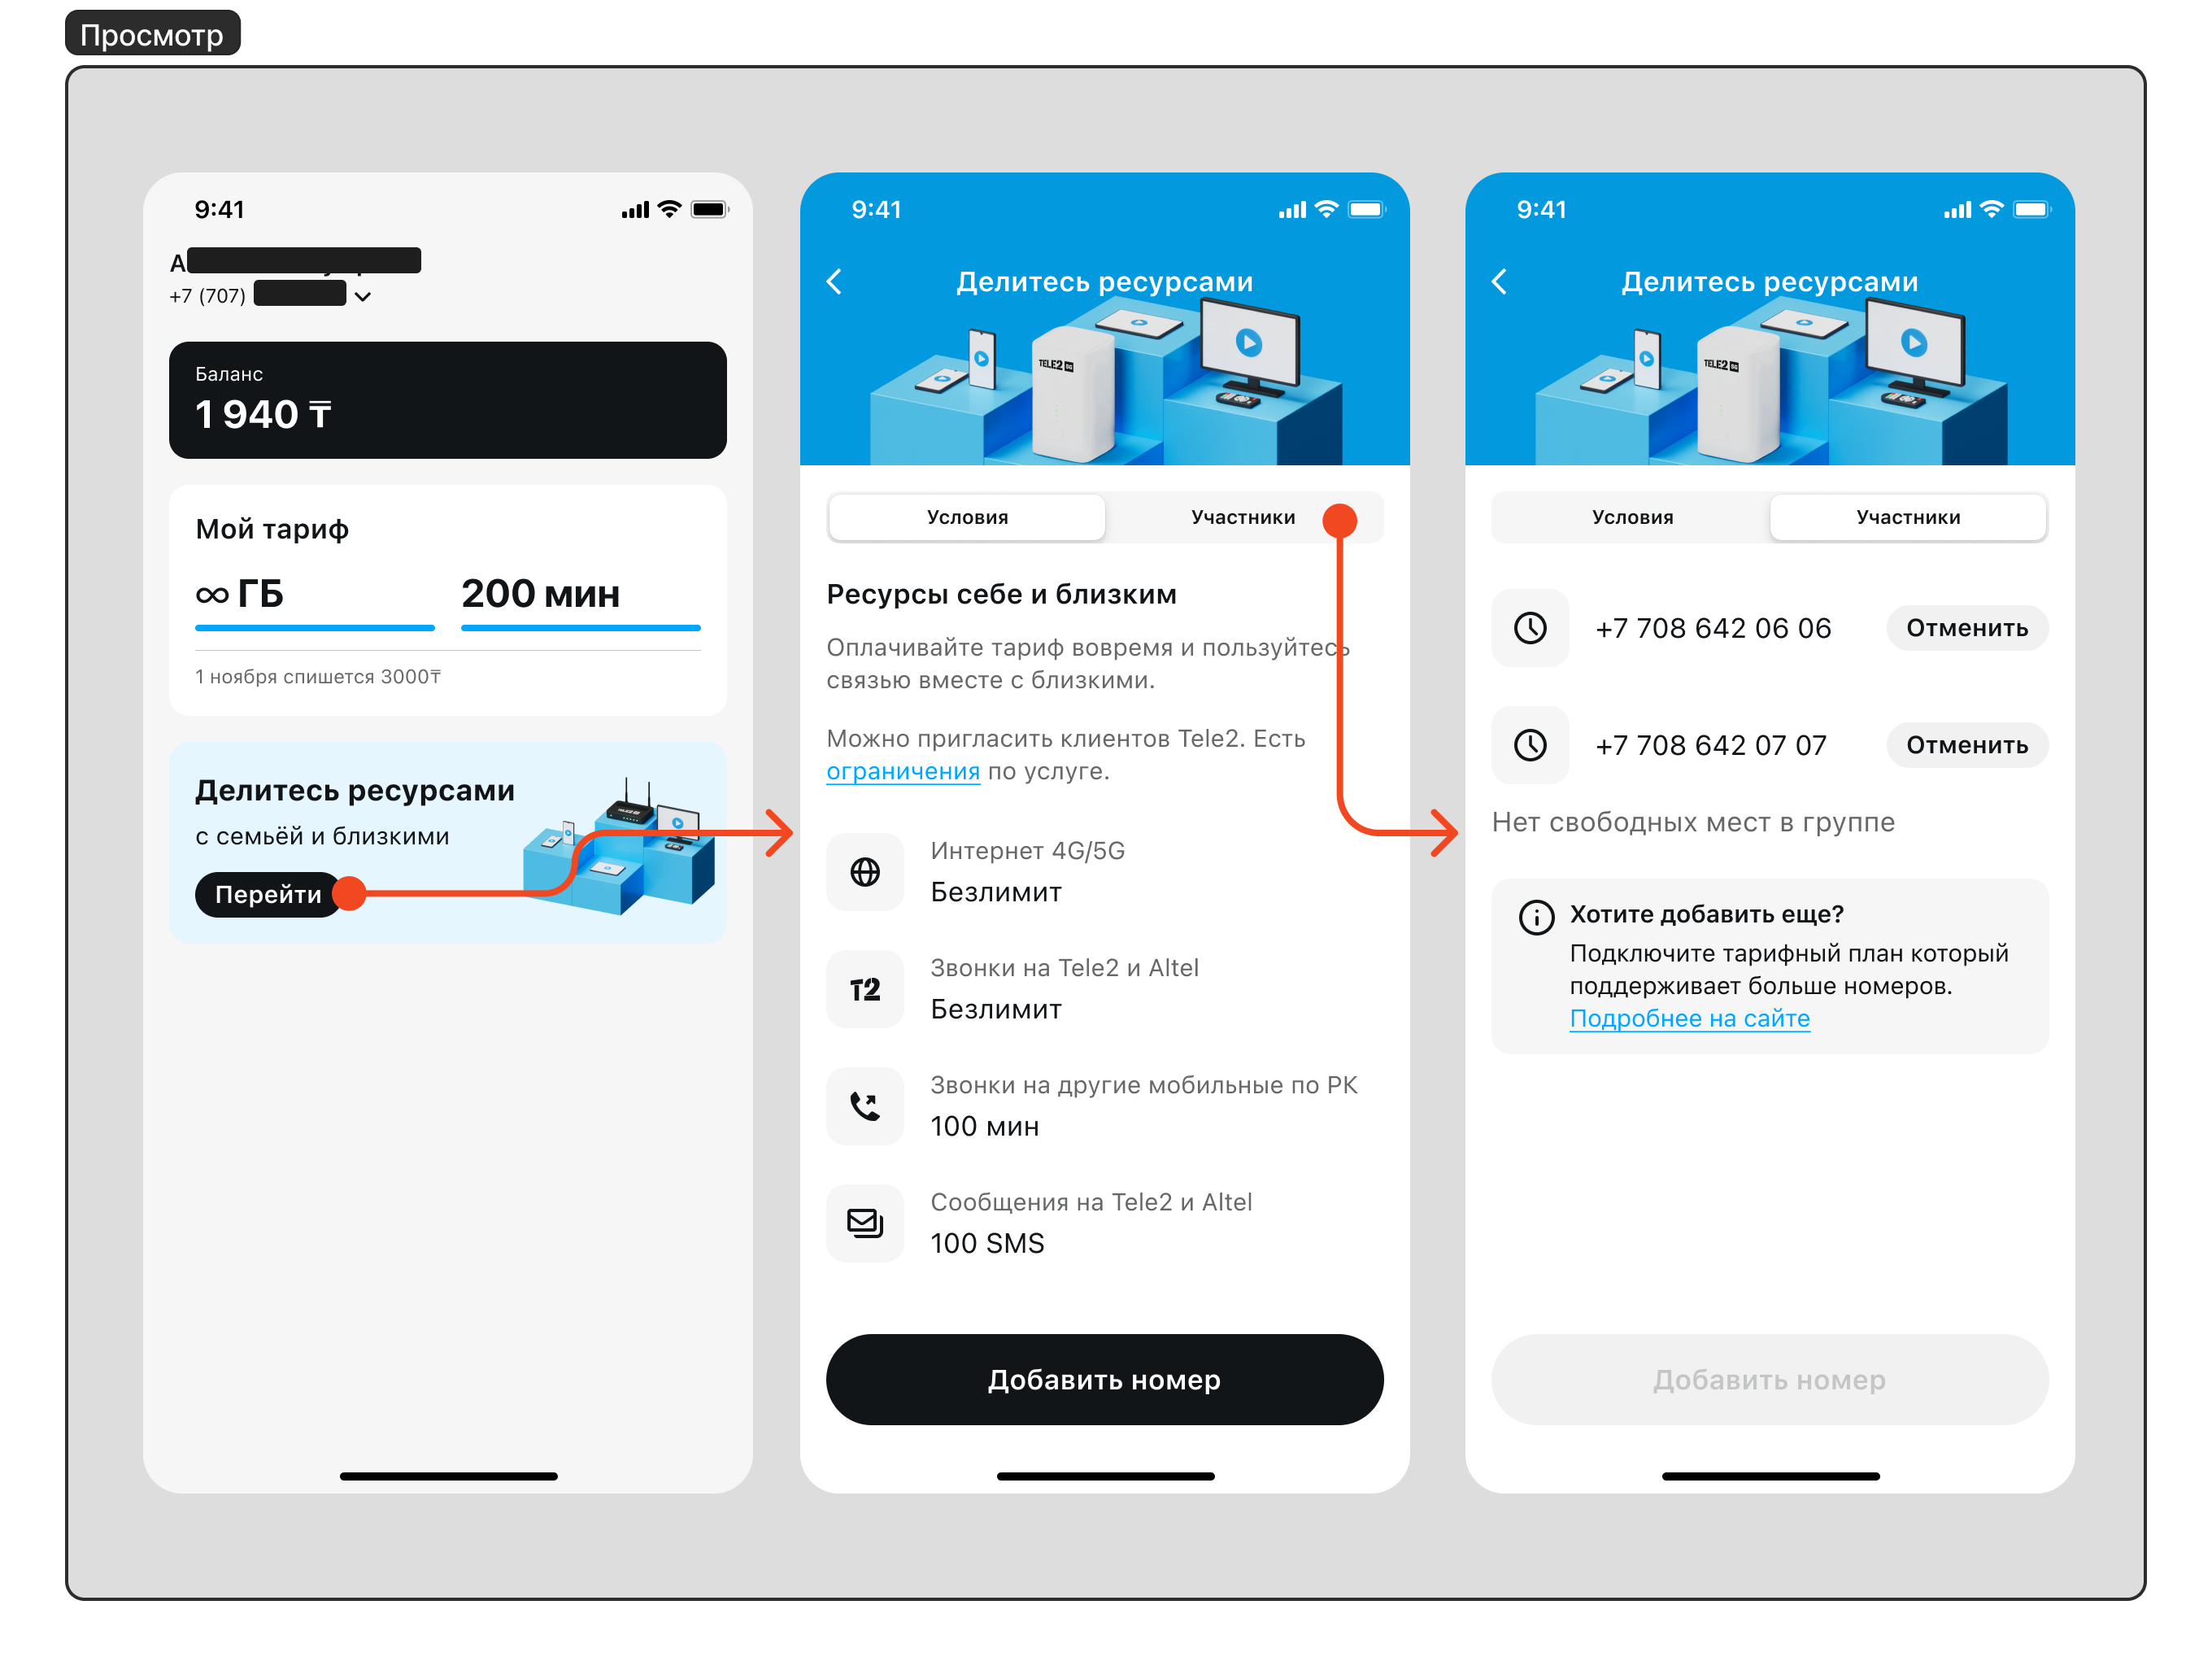 Просмотр
9:41
А
+7 (707)
Баланс
1 940 ₸
Мой тариф
∞ ГБ
200 мин
1 ноября спишется 3000₸
Делитесь ресурсами
с семьёй и близкими
Перейти
9:41
Делитесь ресурсами
TELE2 5G
Условия
Участники
Ресурсы себе и близким
Оплачивайте тариф вовремя и пользуйтесь
связью вместе с близкими.
Можно пригласить клиентов Tele2. Есть
ограничения по услуге.
Интернет 4G/5G
Безлимит
T2
Звонки на Tele2 и Altel
Безлимит
Звонки на другие мобильные по РК
100 мин
Сообщения на Tele2 и Altel
100 SMS
Добавить номер
9:41
Делитесь ресурсами
TELE2 5G
Условия
Участники
+7 708 642 06 06
Отменить
+7 708 642 07 07
Отменить
Нет свободных мест в группе
Хотите добавить еще?
Подключите тарифный план который
поддерживает больше номеров.
Подробнее на сайте
Добавить номер